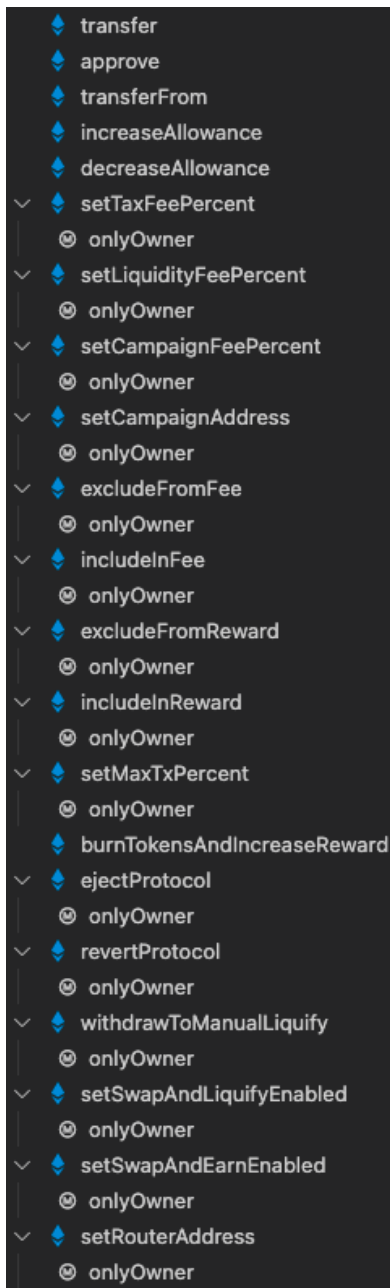 transfer
approve
transferFrom
increaseAllowance
decreaseAllowance
setTaxFeePercent
onlyOwner
setLiquidityFeePercent
onlyOwner
setCampaignFeePercent
onlyOwner
setCampaignAddress
onlyOwner
excludeFromFee
onlyOwner
includeInFee
onlyOwner
excludeFromReward
onlyOwner
includeInReward
onlyOwner
setMaxTxPercent
onlyOwner
burnTokensAndIncreaseReward
ejectProtocol
onlyOwner
revertProtocol
onlyOwner
withdrawToManualLiquify
onlyOwner
setSwapAndLiquifyEnabled
onlyOwner
setSwapAndEarnEnabled
onlyOwner
setRouterAddress
onlyOwner